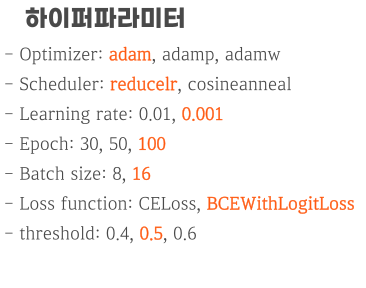 하이퍼파라미터
- Optimizer: adam, adamp, adamw
- Scheduler: reducelr, cosineanneal
- Learning rate: 0.01, 0.001
- Epoch: 30, 50, 100
- Batch size: 8, 16
- Loss function: CELoss, BCEWithLogitLoss
- threshold: 0.4, 0.5, 0.6